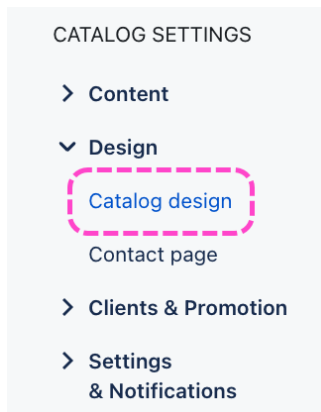 CATALOG SETTINGS
Content
Design
Catalog design
Contact page
Clients & Promotion
Settings
& Notifications